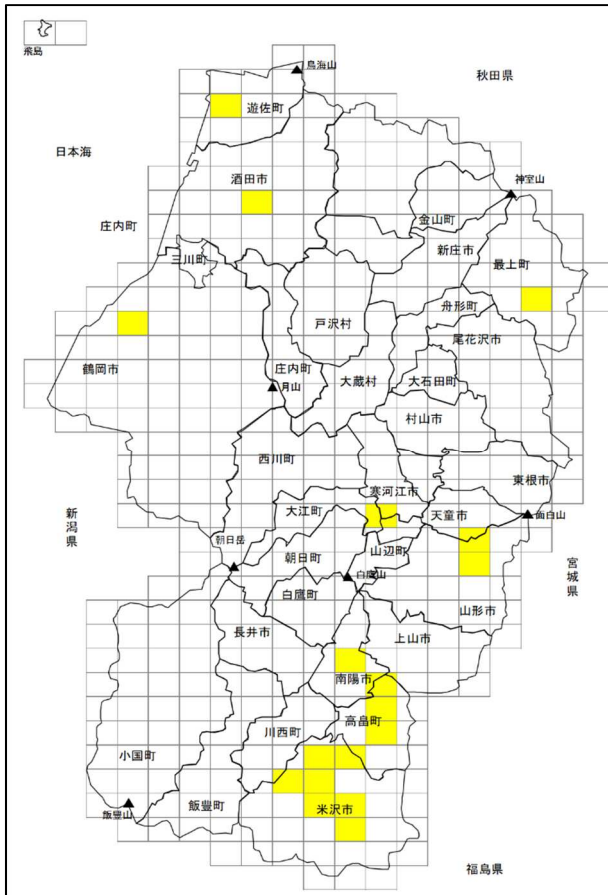 飛島
鳥海山
秋田県
遊佐町
日本海
酒田市
神室山
庄内町
金山町
新庄市
三川町
最上町
舟形町
戸沢村
尾花沢市
鶴岡市
庄内町
大蔵村
大石田町
月山
村山市
西川町
東根市
寒河江市
大江町
天童市
面白山
新潟県
朝日岳
朝日町
山辺町
宮城県
白鷹山
白鷹町
山形市
長井市
上山市
南陽市
高畠町
川西町
小国町
飯豊町
米沢市
飯豊山
福島県